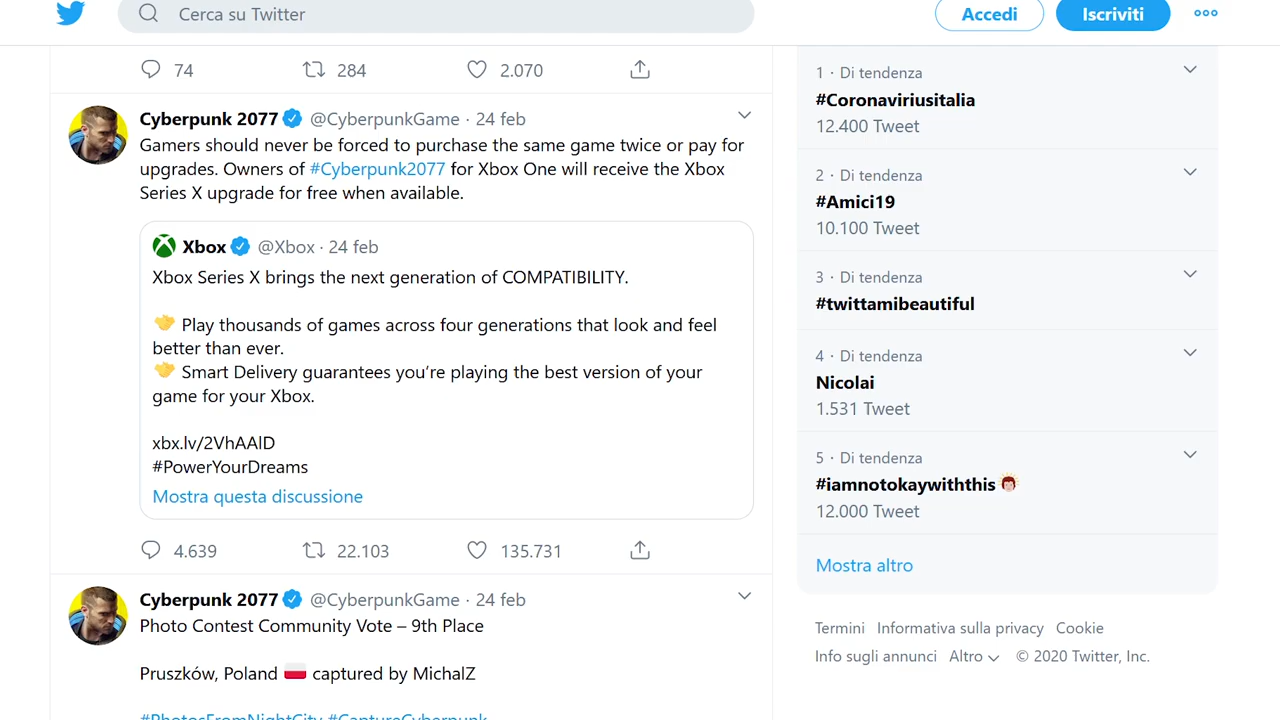 Cerca su Twitter
Accedi
Iscriviti
74
284
2.070
Cyberpunk 2077 @CyberpunkGame · 24 feb
Gamers should never be forced to purchase the same game twice or pay for
upgrades. Owners of #Cyberpunk2077 for Xbox One will receive the Xbox
Series X upgrade for free when available.
Xbox @Xbox · 24 feb
Xbox Series X brings the next generation of COMPATIBILITY.
Play thousands of games across four generations that look and feel
better than ever.
Smart Delivery guarantees you’re playing the best version of your
game for your Xbox.
xbx.lv/2VhAAlD
#PowerYourDreams
Mostra questa discussione
4.639
22.103
135.731
Cyberpunk 2077 @CyberpunkGame · 24 feb
Photo Contest Community Vote – 9th Place
Pruszków, Poland 🇵🇱 captured by MichalZ
#PhotosFromNightCity #CaptureCyberpunk
1 · Di tendenza
#Coronaviriusitalia
12.400 Tweet
2 · Di tendenza
#Amici19
10.100 Tweet
3 · Di tendenza
#twittamibeautiful
4 · Di tendenza
Nicolai
1.531 Tweet
5 · Di tendenza
#iamnotokaywiththis
12.000 Tweet
Mostra altro
Termini Informativa sulla privacy Cookie
Info sugli annunci Altro © 2020 Twitter, Inc.